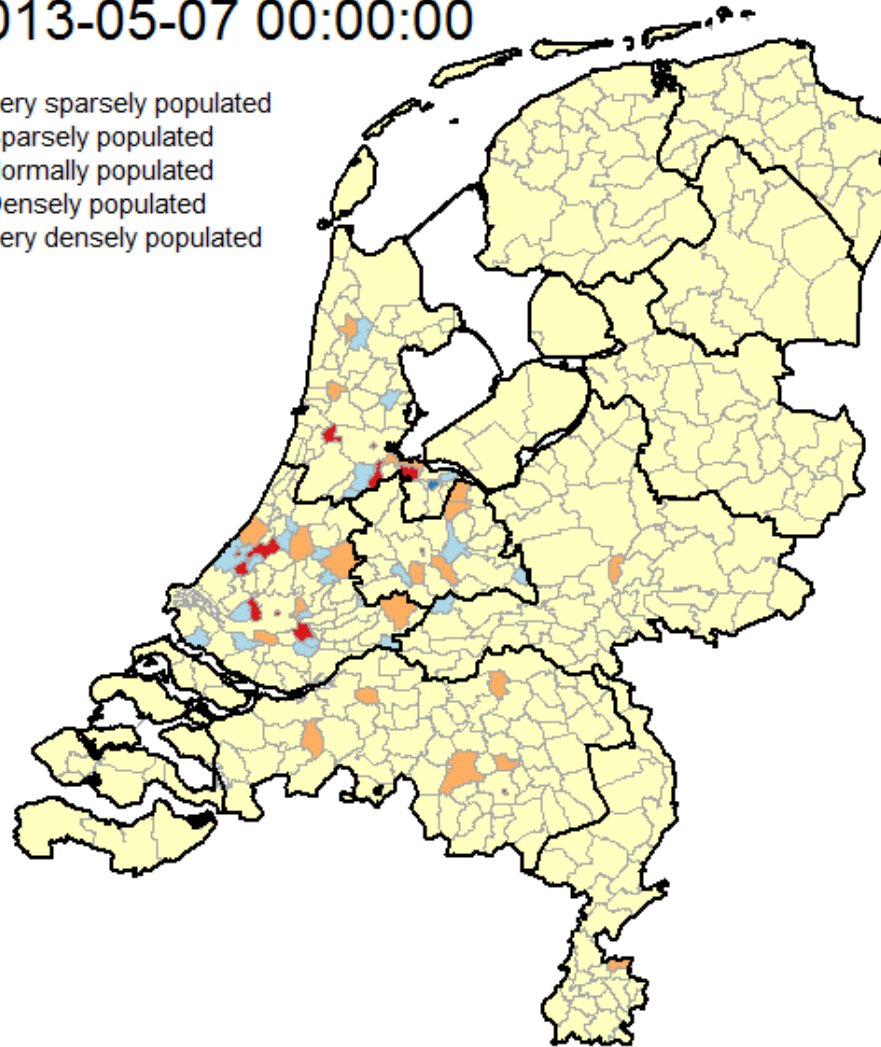 013-05-07 00:00:00
ery sparsely populated
parsely populated
ormally populated
ensely populated
ery densely populated